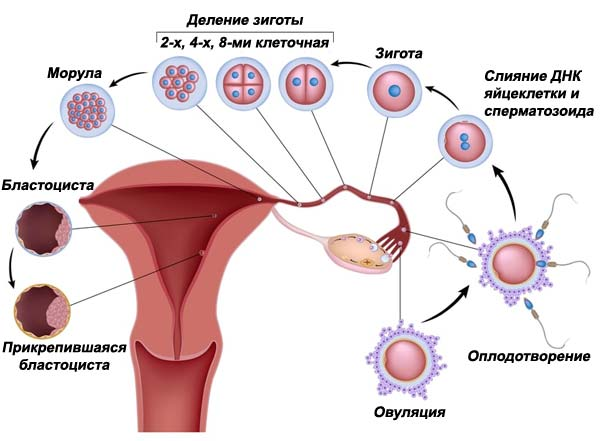 Деление зиготы
2-х, 4-х, 8-ми клеточная
Зигота
Слияние ДНК
яйцеклетки и
сперматозоида
Морула
Бластоциста
Прикрепившаяся
бластоциста
Овуляция
Оплодотворение